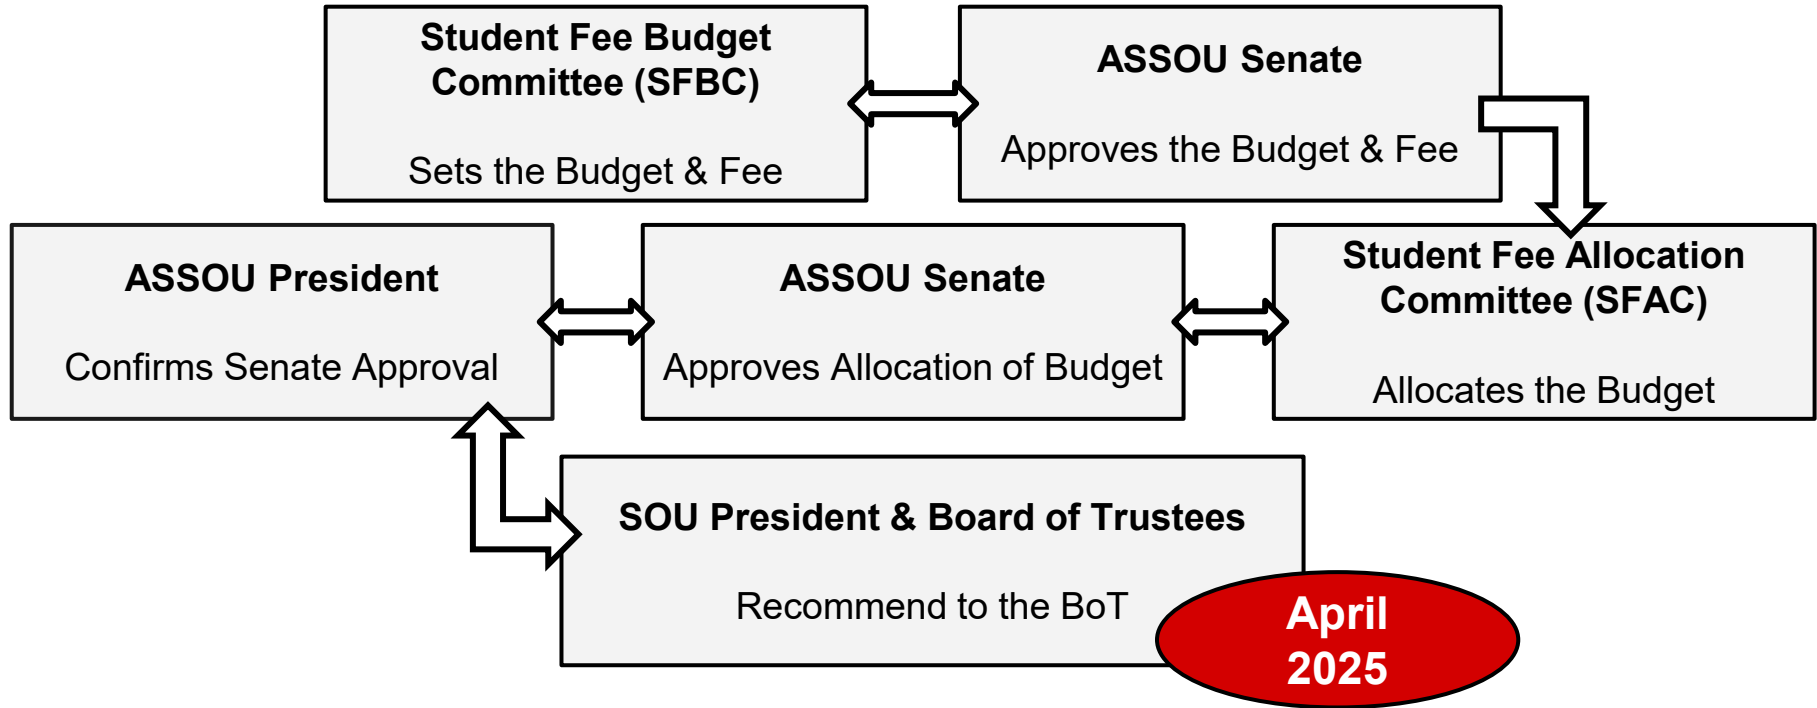 Student Fee Budget
Committee (SFBC)
Sets the Budget & Fee
ASSOU Senate
Approves the Budget & Fee
ASSOU President
Confirms Senate Approval
ASSOU Senate
Approves Allocation of Budget
Student Fee Allocation
Committee (SFAC)
Allocates the Budget
SOU President & Board of Trustees
Recommend to the BoT
April
2025